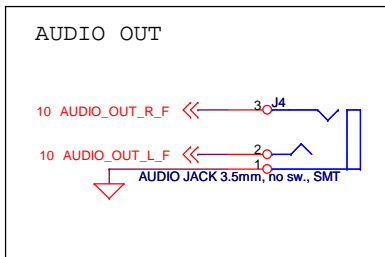 AUDIO OUT
10 AUDIO_OUT_R_F 3 J4
10 AUDIO_OUT_L_F 2
1
AUDIO JACK 3.5mm, no sw., SMT